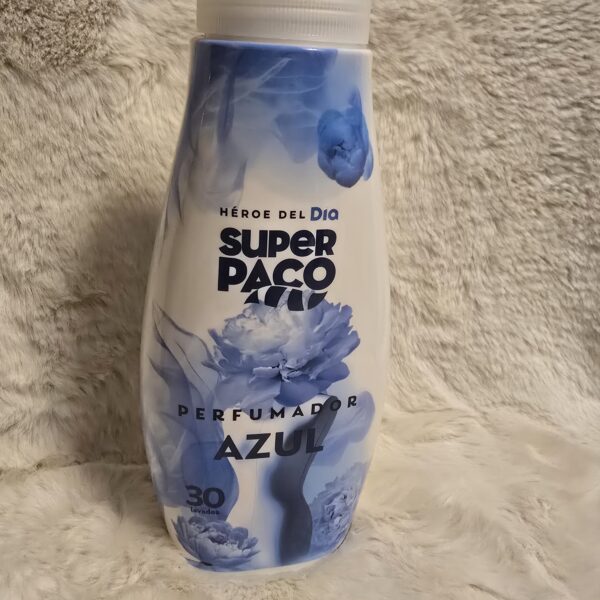 HÉROE DEL Dia
SUPER
PACO
PERFUMADOR
AZUL
30
lavados